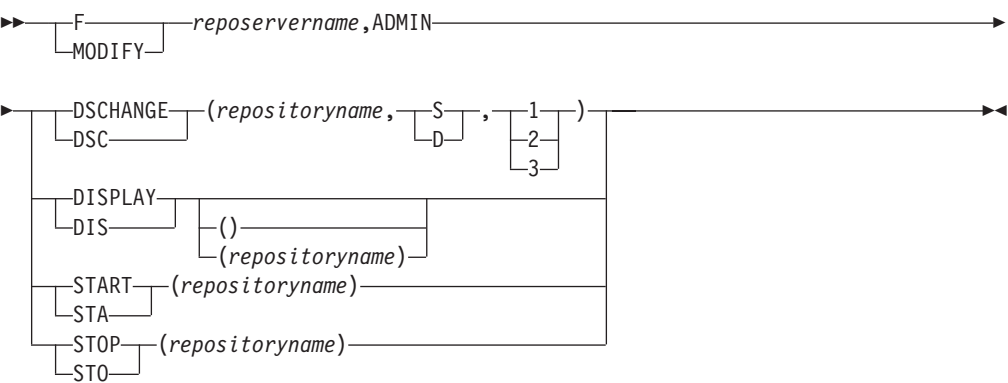 F reposervername,ADMIN
MODIFY
DSCHANGE (repositoryname, S , 1 )
DSC D 2
3
DISPLAY
DIS ()
(repositoryname)
START (repositoryname)
STA
STOP (repositoryname)
STO